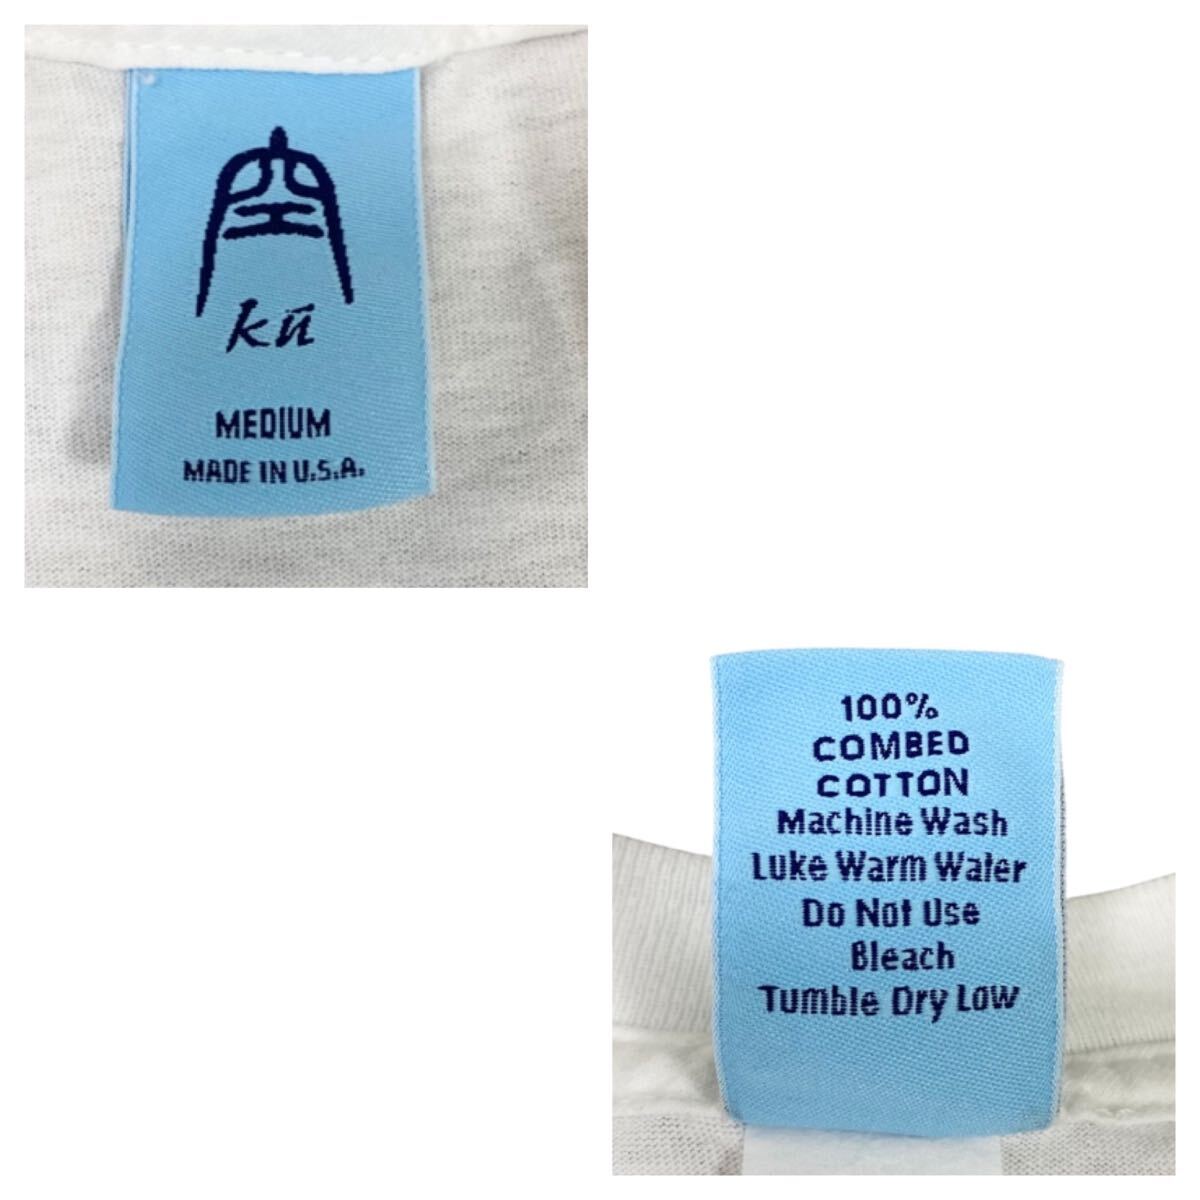 空
kū
MEDIUM
MADE IN U.S.A.
100%
COMBED
COTTON
Machine Wash
Luke Warm Water
Do Not Use
Bleach
Tumble Dry Low